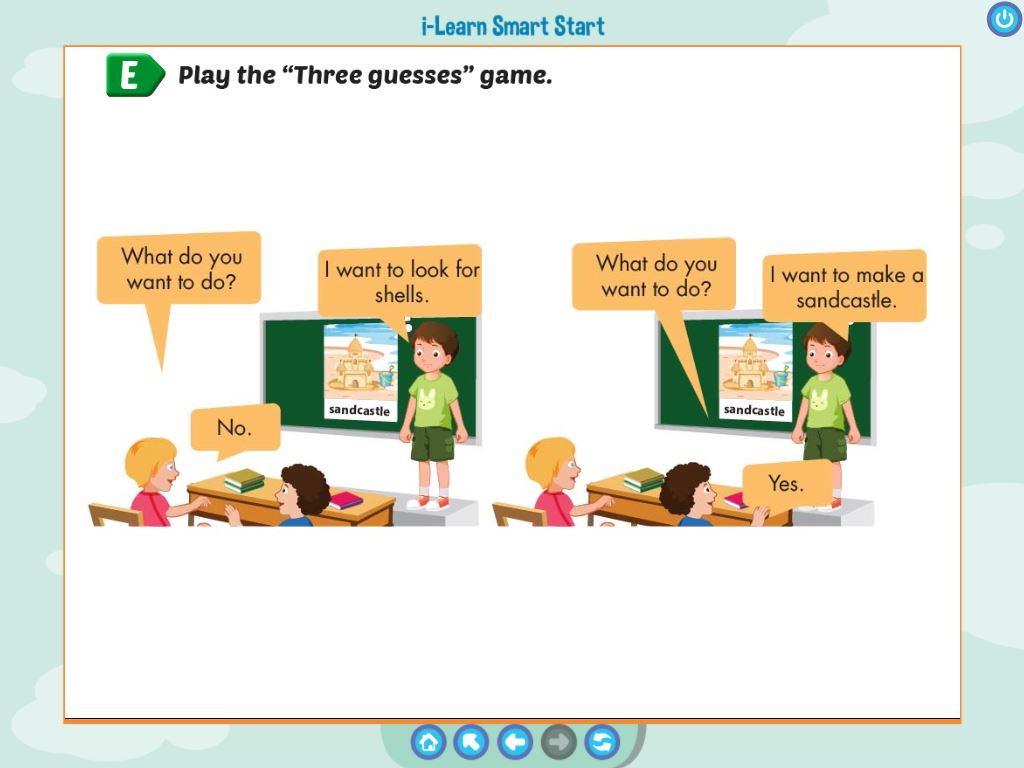 i-Learn Smart Start
E Play the “Three guesses” game.
What do you
want to do?
I want to look for
shells.
sandcastle
No.
What do you
want to do?
I want to make a
sandcastle.
sandcastle
Yes.